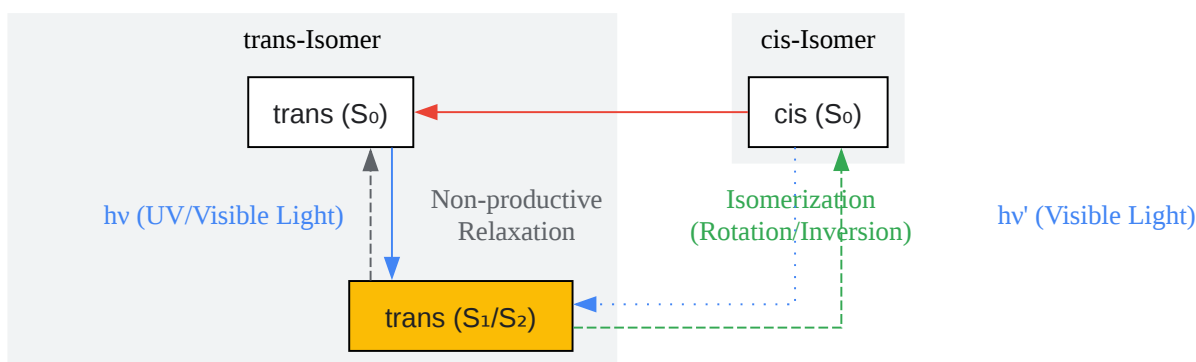 trans-Isomer
cis-Isomer
trans (S₀)
cis (S₀)
hν (UV/Visible Light)
Non-productive
Relaxation
Isomerization
(Rotation/Inversion)
hν' (Visible Light)
trans (S₁/S₂)